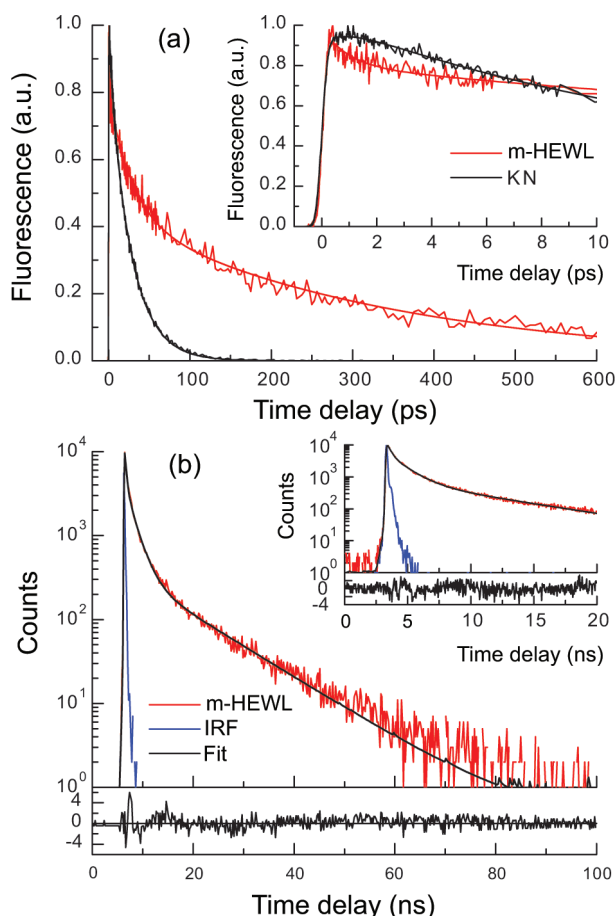 (a)
Fluorescence (a.u.)
1.0
0.8
0.6
0.4
0.2
0.0
0 100 200 300 400 500 600
Time delay (ps)
Fluorescence (a.u.)
1.0
0.8
0.6
0.4
0.2
0.0
m-HEWL
KN
0 2 4 6 8 10
Time delay (ps)
(b)
Counts
10^4
10^3
10^2
10^1
10^0
m-HEWL
IRF
Fit
4
0
-4
0 20 40 60 80 100
Time delay (ns)
Counts
10^4
10^3
10^2
10^1
10^0
0
-4
0 5 10 15 20
Time delay (ns)